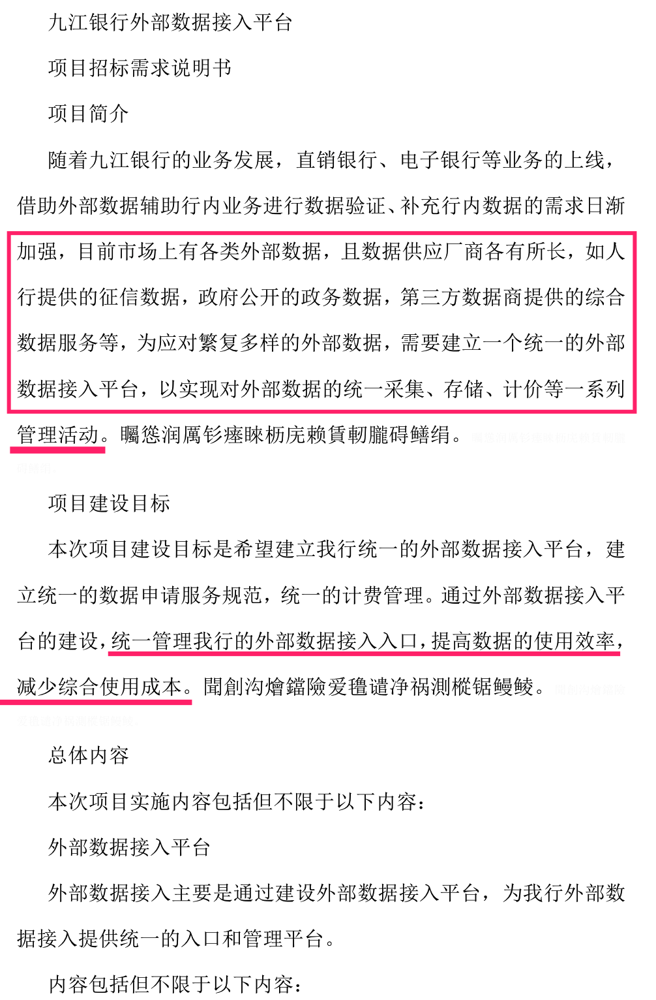 九江银行外部数据接入平台
项目招标需求说明书
项目简介
随着九江银行的业务发展，直销银行、电子银行等业务的上线，
借助外部数据辅助行内业务进行数据验证、补充行内数据的需求日渐
加强，目前市场上有各类外部数据，且数据供应厂商各有所长，如人
行提供的征信数据，政府公开的政务数据，第三方数据商提供的综合
数据服务等，为应对繁复多样的外部数据，需要建立一个统一的外部
数据接入平台，以实现对外部数据的统一采集、存储、计价等一系列
管理活动。矚慫润厲钐瘗睞枥庑赖賃軔朧碍鳝绢。
项目建设目标
本次项目建设目标是希望建立我行统一的外部数据接入平台，建
立统一的数据申请服务规范，统一的计费管理。通过外部数据接入平
台的建设，统一管理我行的外部数据接入入口，提高数据的使用效率，
减少综合使用成本。聞創沟燴鐺險爱氇谴净祸測樅锯鳗鲮。
总体内容
本次项目实施内容包括但不限于以下内容：
外部数据接入平台
外部数据接入主要是通过建设外部数据接入平台，为我行外部数
据接入提供统一的入口和管理平台。
内容包括但不限于以下内容：